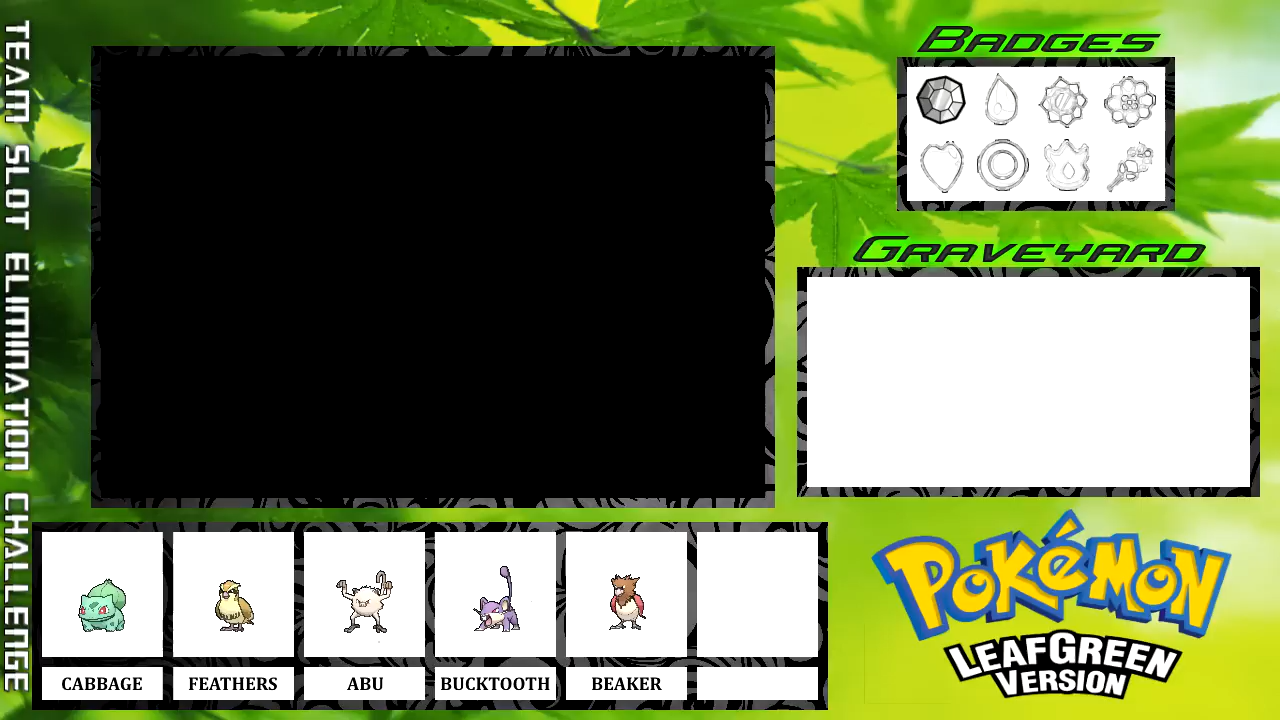 TEAM SLOT ELIMINATION CHALLENGE
BADGES
GRAVEYARD
CABBAGE
FEATHERS
ABU
BUCKTOOTH
BEAKER
POKéMON
LEAFGREEN
VERSION